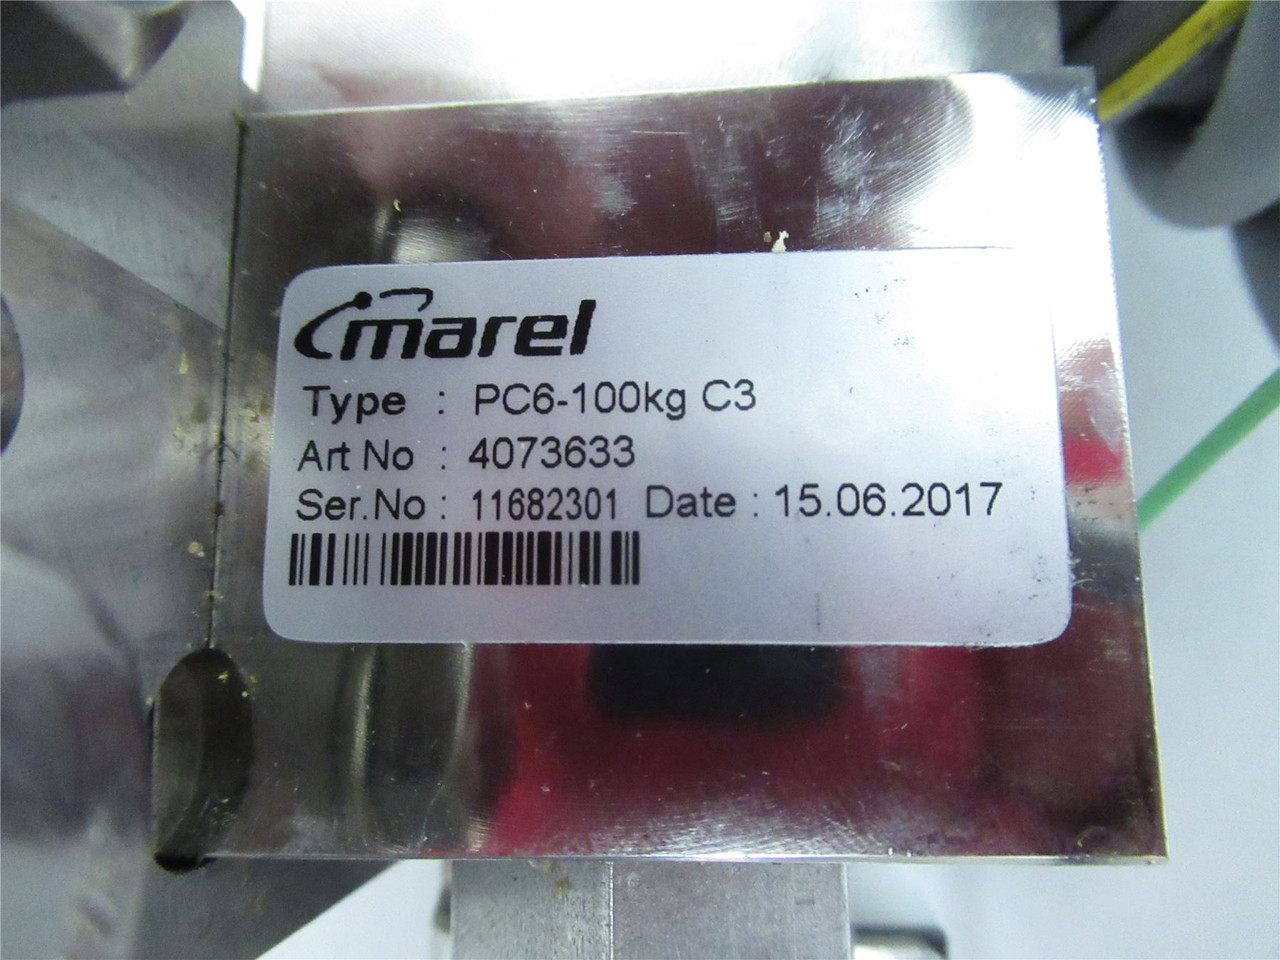 marel
Type : PC6-100kg C3
Art No : 4073633
Ser.No : 11682301 Date : 15.06.2017